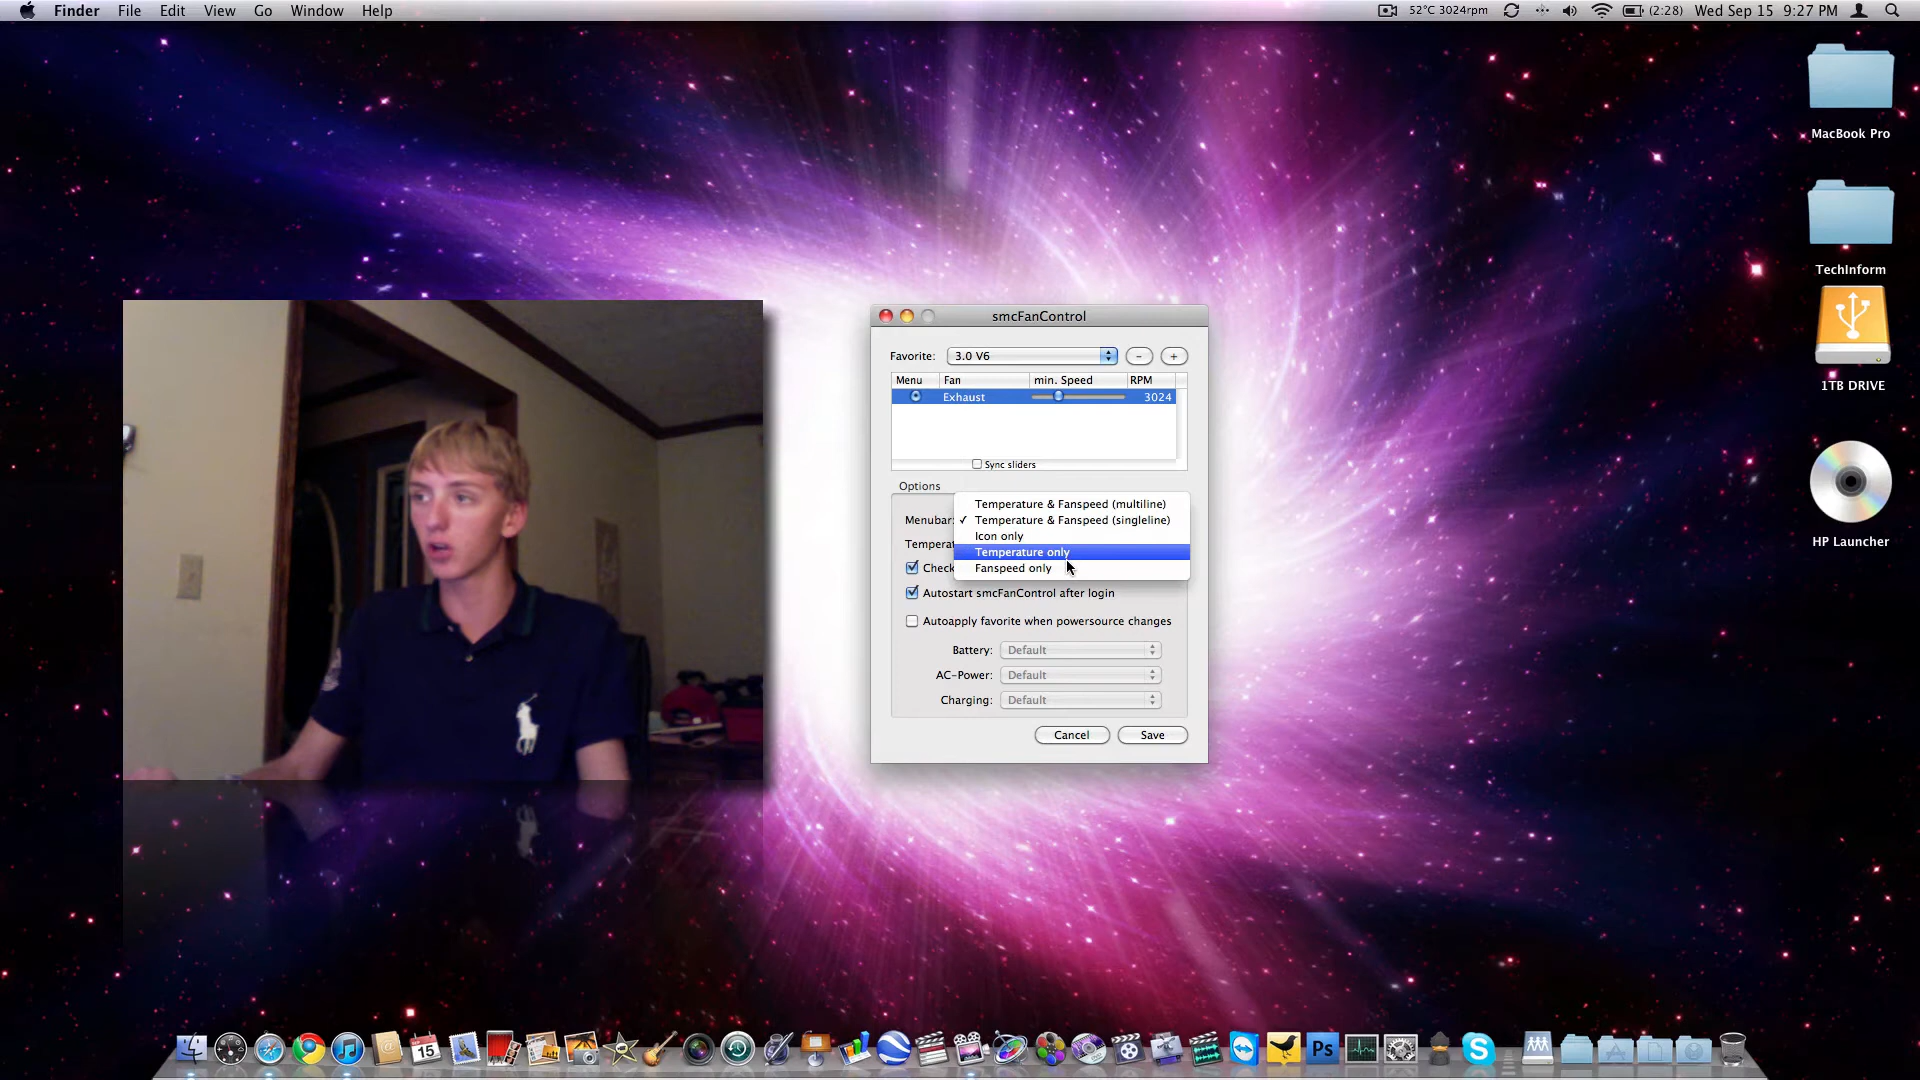 Finder File Edit View Go Window Help
52°C 3024rpm (2:28) Wed Sep 15 9:27 PM
MacBook Pro
TechInform
1TB DRIVE
HP Launcher
smcFanControl
Favorite: 3.0 V6 - +
Menu Fan min. Speed RPM
Exhaust 3024
Sync sliders
Options
Temperature & Fanspeed (multiline)
Menubar: ✓ Temperature & Fanspeed (singleline)
Icon only
Temperat
Temperature only
Check
Fanspeed only
Autostart smcFanControl after login
Autoapply favorite when powersource changes
Battery: Default
AC-Power: Default
Charging: Default
Cancel Save
15
Ps